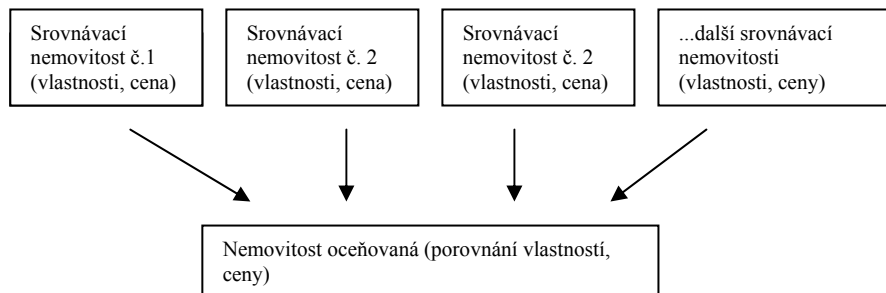 Srovnávací
nemovitost č.1
(vlastnosti, cena)
Srovnávací
nemovitost č. 2
(vlastnosti, cena)
Srovnávací
nemovitost č. 2
(vlastnosti, cena)
...další srovnávací
nemovitosti
(vlastnosti, ceny)
Nemovitost oceňovaná (porovnání vlastností,
ceny)